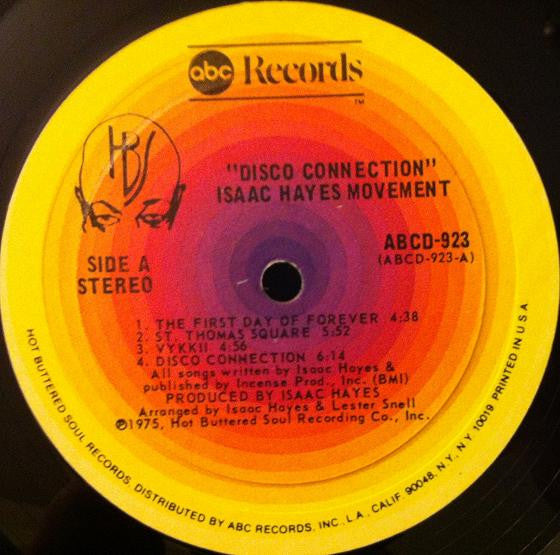 abc Records
TM
HBS
"DISCO CONNECTION"
ISAAC HAYES MOVEMENT
ABCD-923
(ABCD-923-A)
SIDE A
STEREO
1. THE FIRST DAY OF FOREVER 4:38
2. ST. THOMAS SQUARE 5:52
3. VYKKII 4:56
4. DISCO CONNECTION 6:14
All songs written by Isaac Hayes &
published by Incense Prod., Inc. (BMI)
PRODUCED BY ISAAC HAYES
Arranged by Isaac Hayes & Lester Snell
℗1975, Hot Buttered Soul Recording Co., Inc.
HOT BUTTERED SOUL RECORDS, DISTRIBUTED BY ABC RECORDS, INC., L.A., CALIF. 90048, N.Y., N.Y. 10019 PRINTED IN U.S.A.